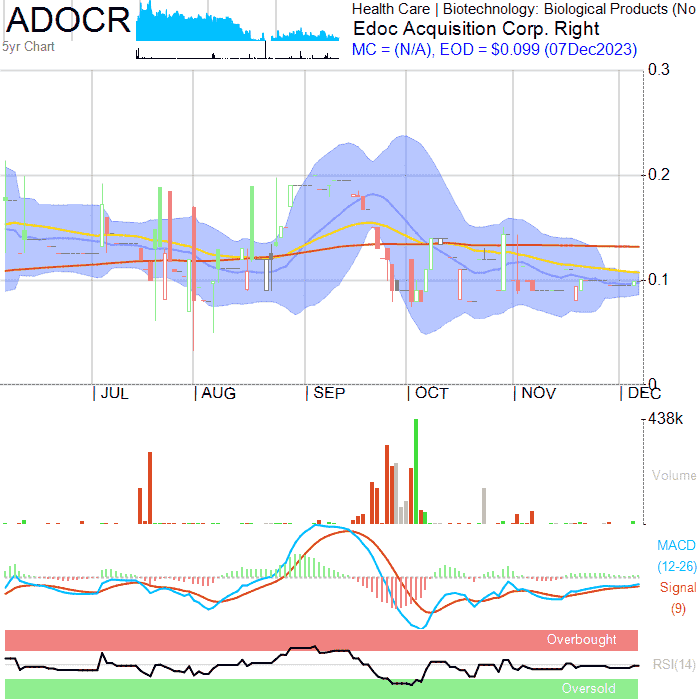 ADOCR
5yr Chart
Health Care | Biotechnology: Biological Products (No
Edoc Acquisition Corp. Right
MC = (N/A), EOD = $0.099 (07Dec2023)
0.3
0.2
0.1
0
JUL AUG SEP OCT NOV DEC
438k
Volume
MACD
(12-26)
Signal
(9)
Overbought
RSI(14)
Oversold